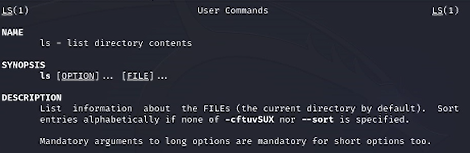 LS(1) User Commands LS(1)
NAME
ls - list directory contents
SYNOPSIS
ls [OPTION]... [FILE]...
DESCRIPTION
List information about the FILEs (the current directory by default). Sort
entries alphabetically if none of -cftuvSUX nor --sort is specified.
Mandatory arguments to long options are mandatory for short options too.